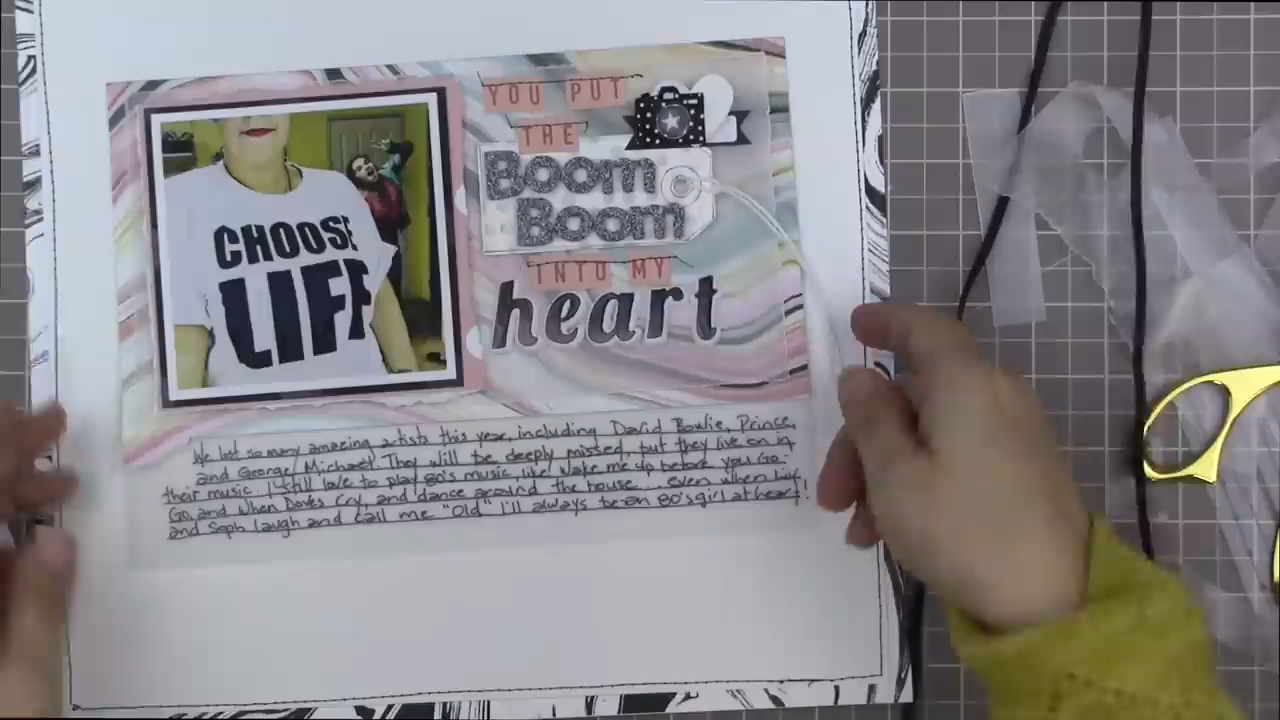 YOU PUT
THE
BOOM
BOOM
INTO MY
heart
CHOOSE
LIFE
We lost so many amazing artists this year, including David Bowie, Prince,
and George Michael. They will be deeply missed, but they live on in
their music. I still love to play 80's music, like Wake me up before you Go-
Go, and When Doves Cry, and dance around the house... even when Liv
and Soph laugh and call me "old" I'll always be an 80's girl at heart!